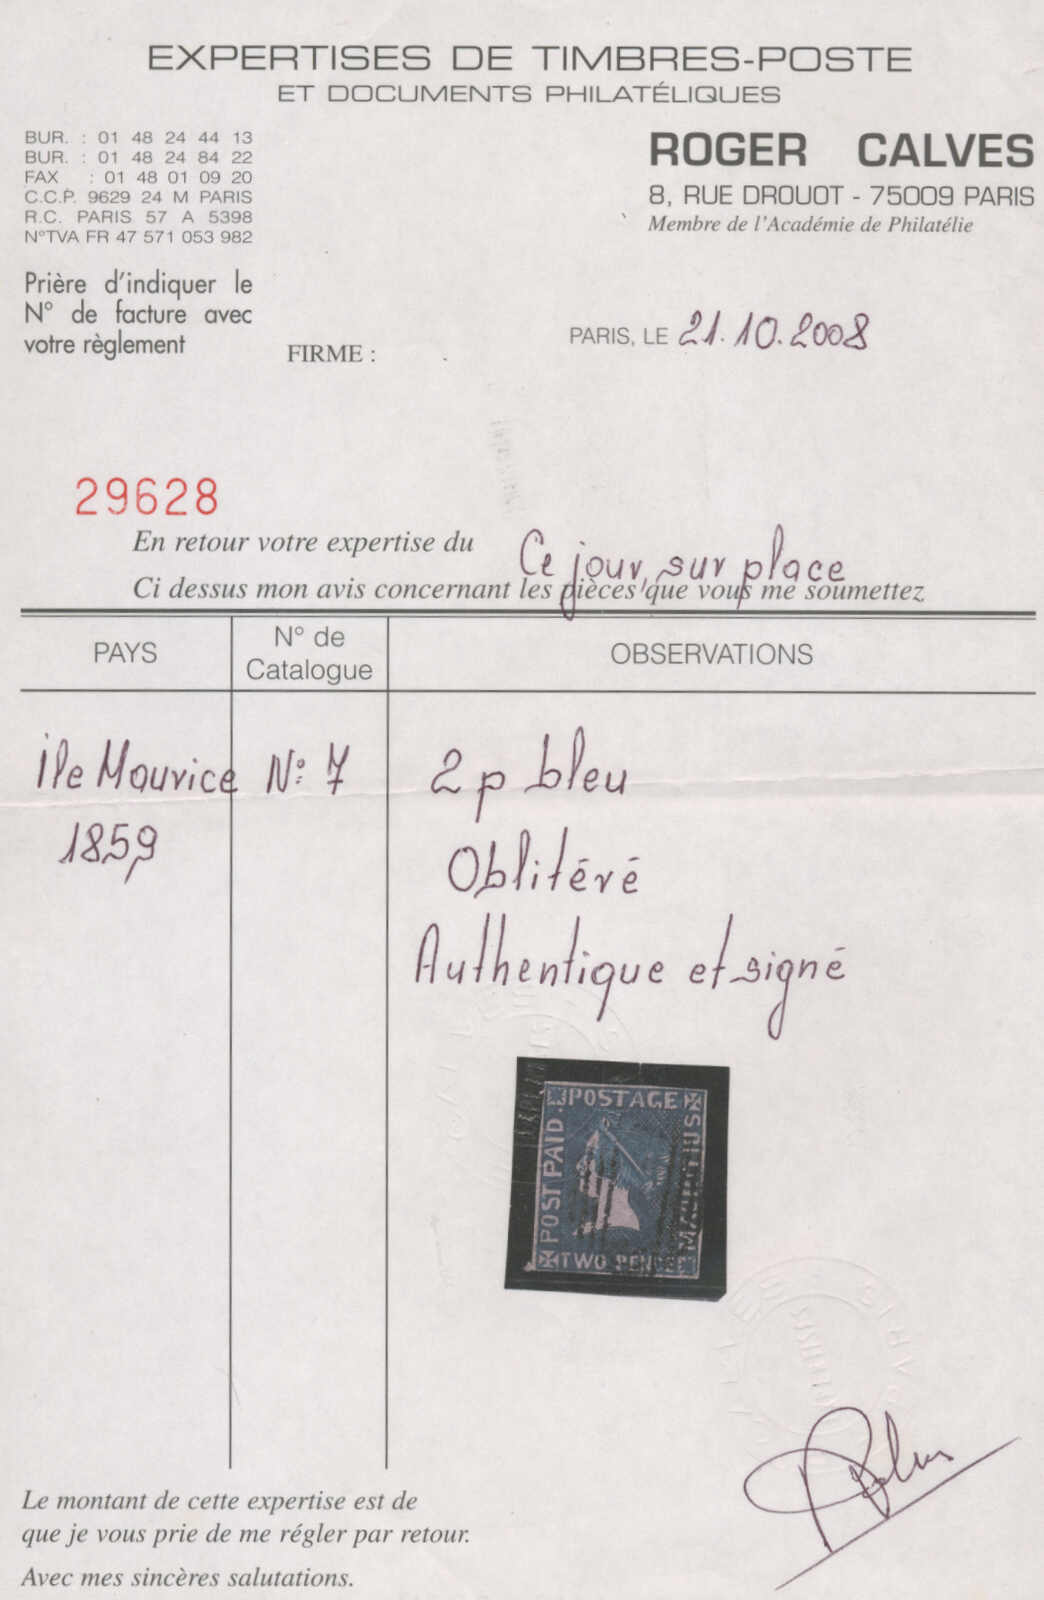 EXPERTISES DE TIMBRES-POSTE
ET DOCUMENTS PHILATÉLIQUES
BUR. : 01 48 24 44 13
BUR. : 01 48 24 84 22
FAX : 01 48 01 09 20
C.C.P. 9629 24 M PARIS
R.C. PARIS 57 A 5398
N°TVA FR 47 571 053 982
ROGER CALVES
8, RUE DROUOT - 75009 PARIS
Membre de l'Académie de Philatélie
Prière d'indiquer le
N° de facture avec
votre règlement
FIRME :
PARIS, LE 21.10.2008
29628
En retour votre expertise du Ce jour, sur place
Ci dessus mon avis concernant les pièces que vous me soumettez
PAYS
N° de
Catalogue
OBSERVATIONS
Ile Maurice N° 7 2p bleu
1859
Oblitéré
Authentique et signé
POSTAGE
POST PAID.
MAURITIUS
TWO PENCE
Le montant de cette expertise est de
que je vous prie de me régler par retour.
Avec mes sincères salutations.